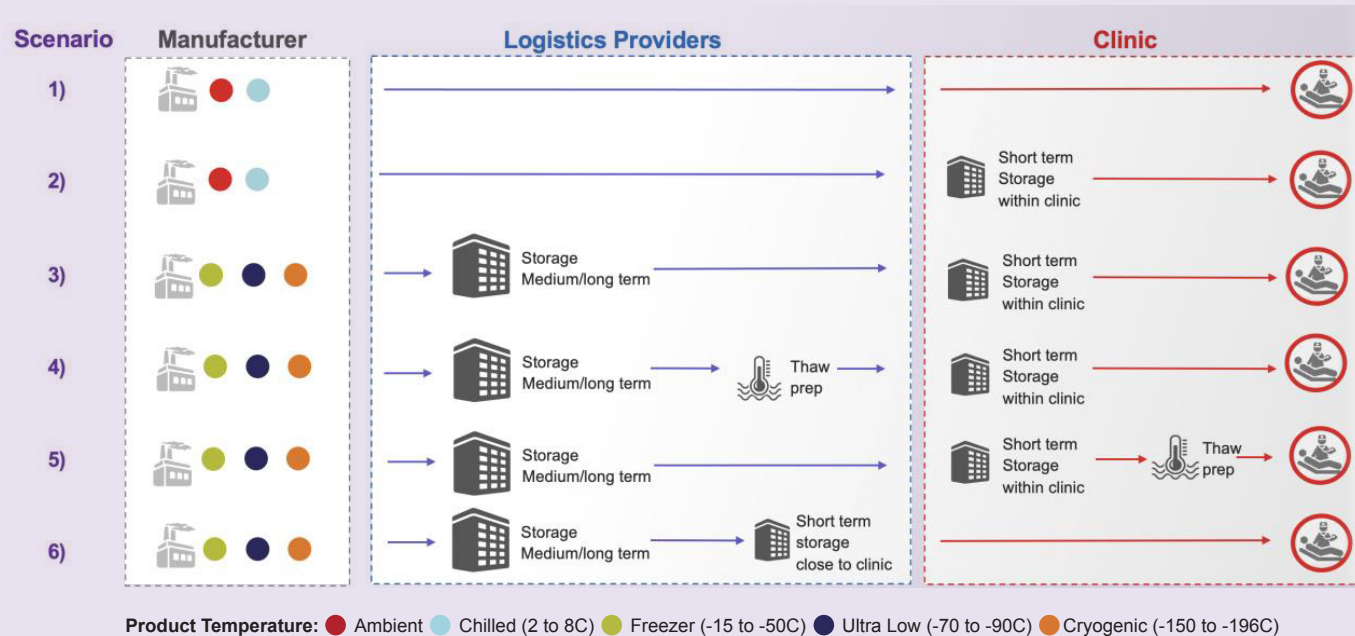 Scenario Manufacturer Logistics Providers Clinic
1)
2)
Short term
Storage
within clinic
3)
Storage
Medium/long term
Short term
Storage
within clinic
4)
Storage
Medium/long term
Thaw
prep
Short term
Storage
within clinic
5)
Storage
Medium/long term
Short term
Storage
within clinic
Thaw
prep
6)
Storage
Medium/long term
Short term
storage
close to clinic
Product Temperature: Ambient Chilled (2 to 8C) Freezer (-15 to -50C) Ultra Low (-70 to -90C) Cryogenic (-150 to -196C)